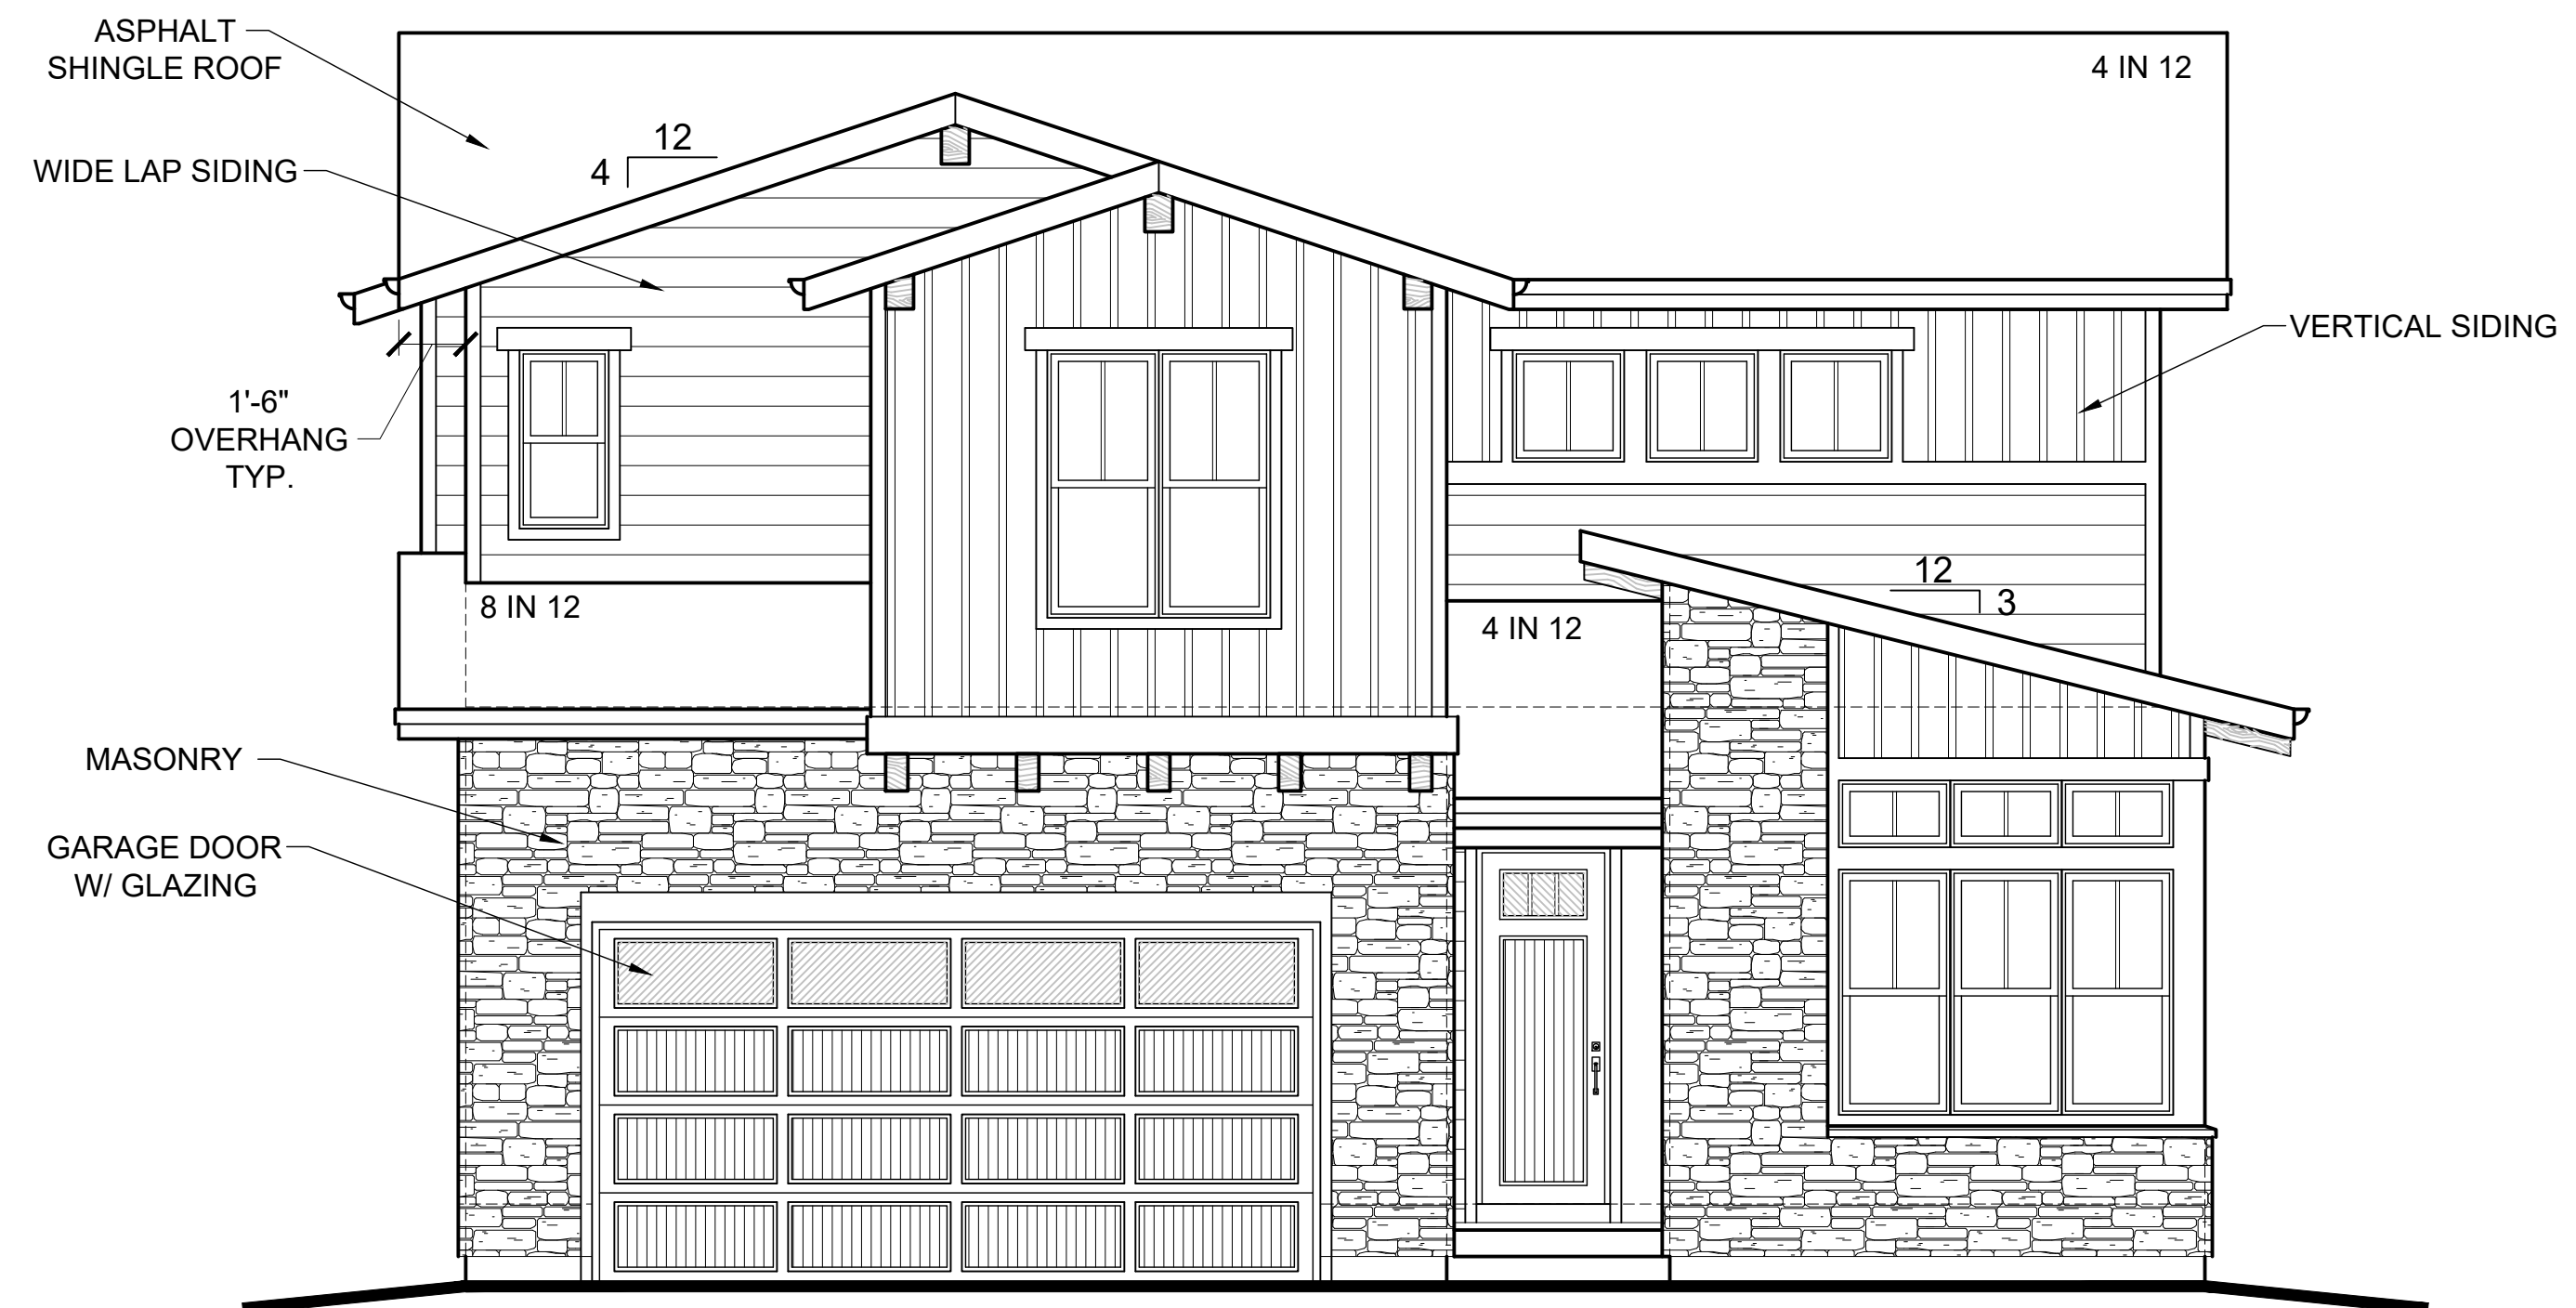 ASPHALT
SHINGLE ROOF
4 IN 12
12
4
WIDE LAP SIDING
VERTICAL SIDING
1'-6"
OVERHANG
TYP.
12
3
8 IN 12
4 IN 12
MASONRY
GARAGE DOOR
W/ GLAZING